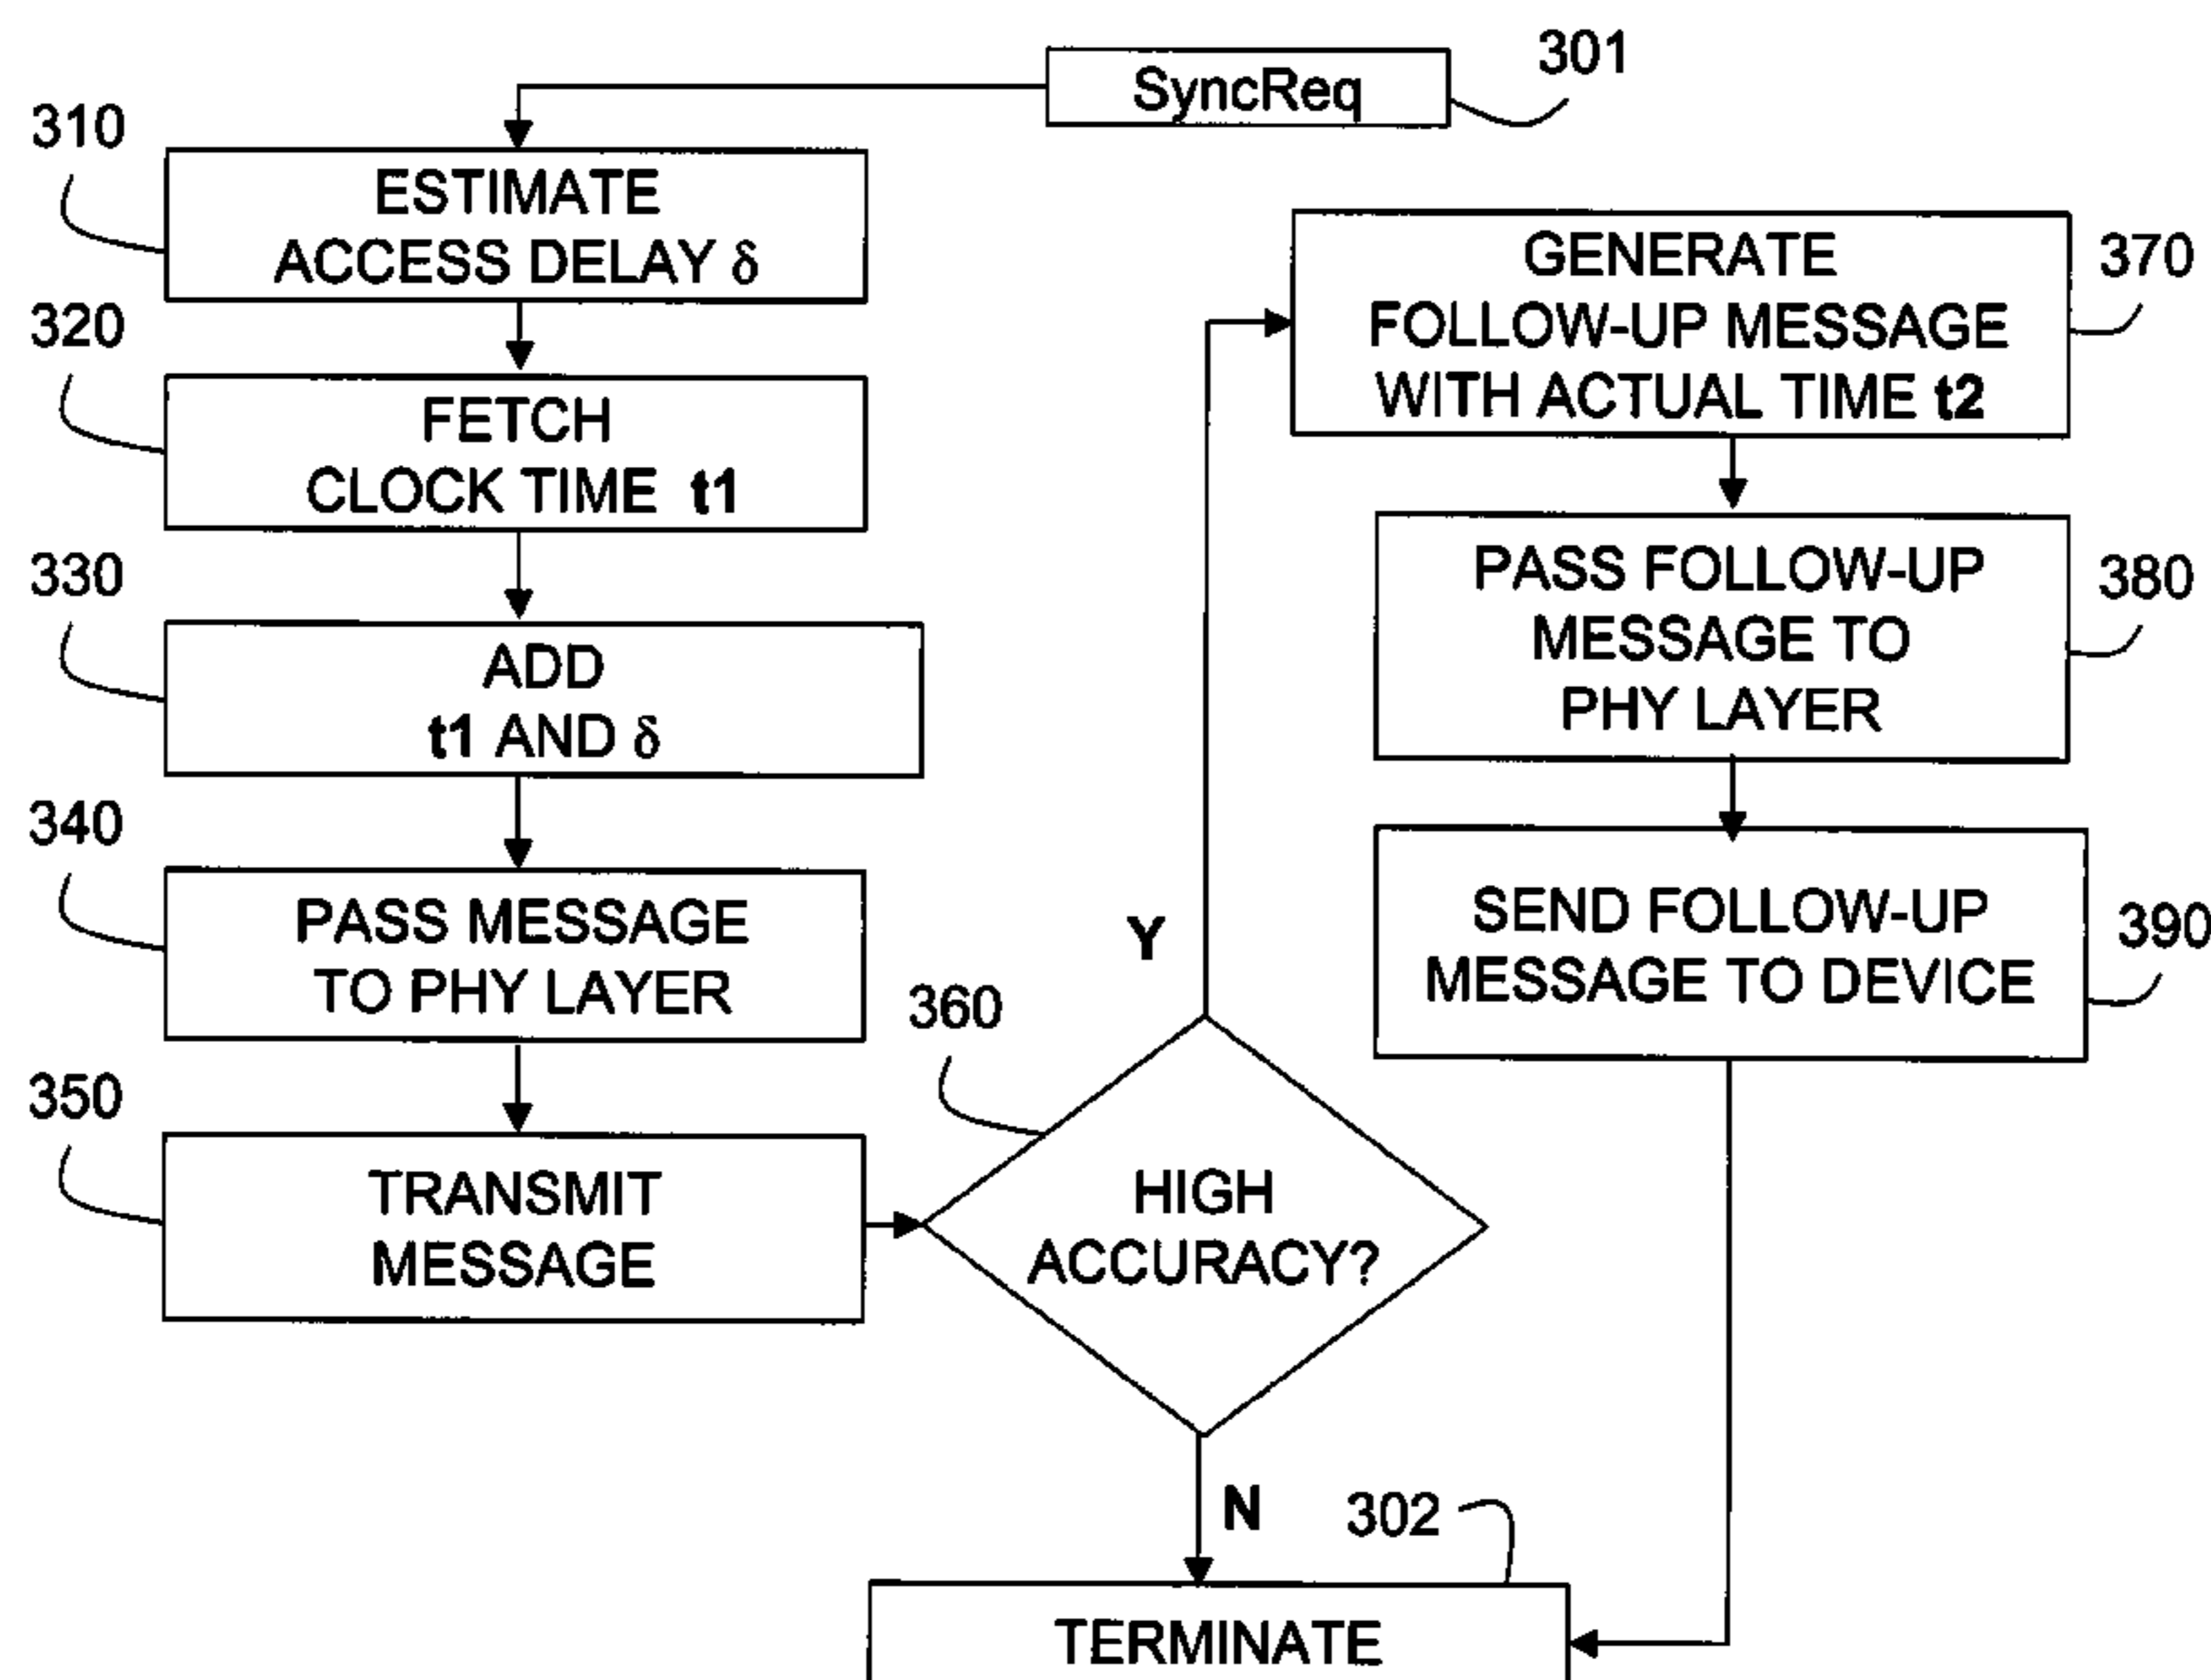 301
SyncReq
310
ESTIMATE
ACCESS DELAY δ
320
FETCH
CLOCK TIME t1
330
ADD
t1 AND δ
340
PASS MESSAGE
TO PHY LAYER
350
TRANSMIT
MESSAGE
360
HIGH
ACCURACY?
Y
N
370
GENERATE
FOLLOW-UP MESSAGE
WITH ACTUAL TIME t2
380
PASS FOLLOW-UP
MESSAGE TO
PHY LAYER
390
SEND FOLLOW-UP
MESSAGE TO DEVICE
302
TERMINATE